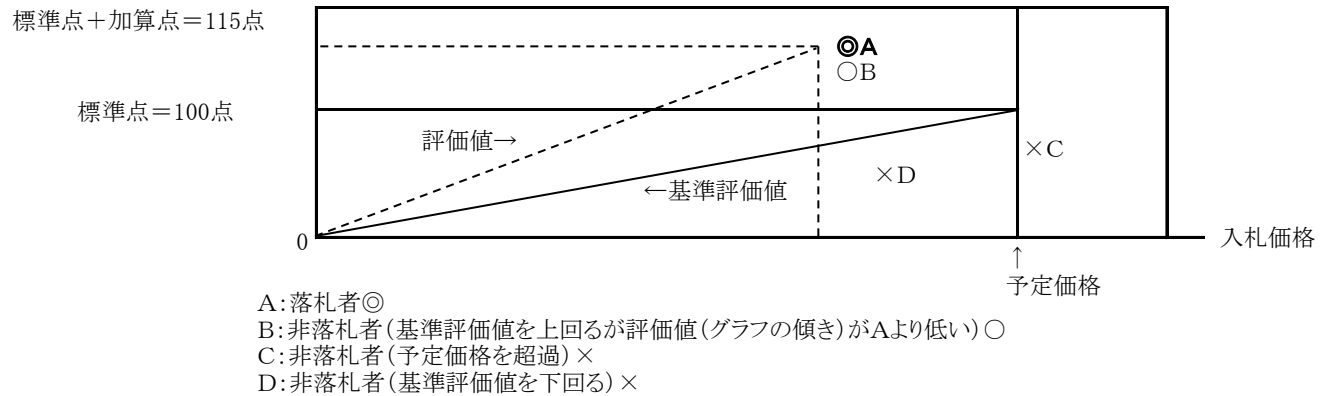 標準点＋加算点＝115点
◎A
○B
標準点＝100点
評価値→
×C
×D
←基準評価値
0
入札価格
↑
予定価格
A：落札者◎
B：非落札者（基準評価値を上回るが評価値（グラフの傾き）がAより低い）○
C：非落札者（予定価格を超過）×
D：非落札者（基準評価値を下回る）×